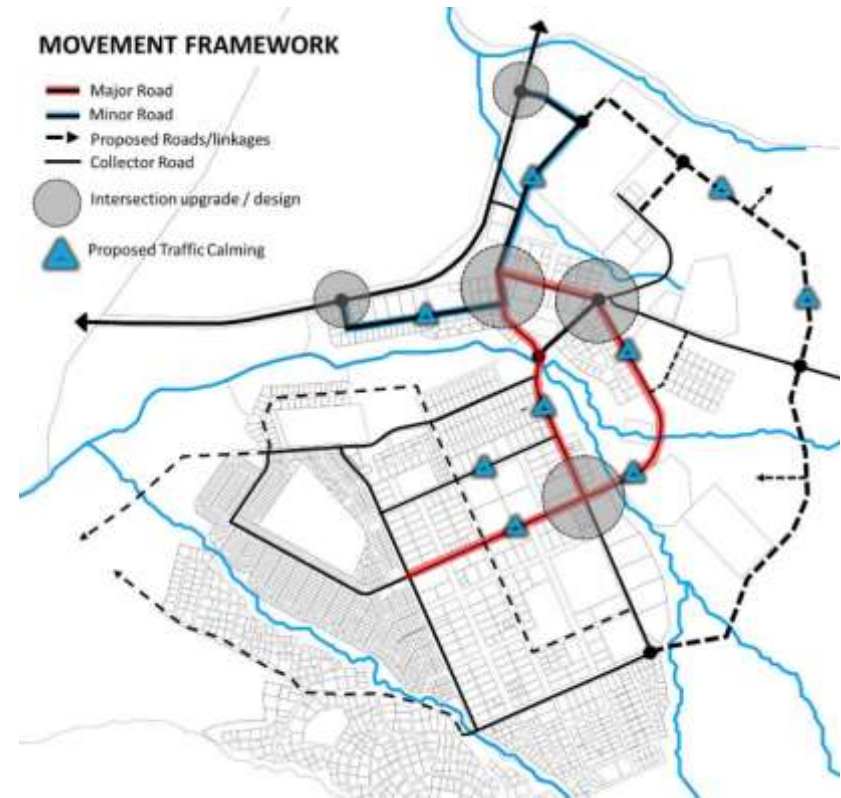 MOVEMENT FRAMEWORK
Major Road
Minor Road
Proposed Roads/linkages
Collector Road
Intersection upgrade / design
Proposed Traffic Calming